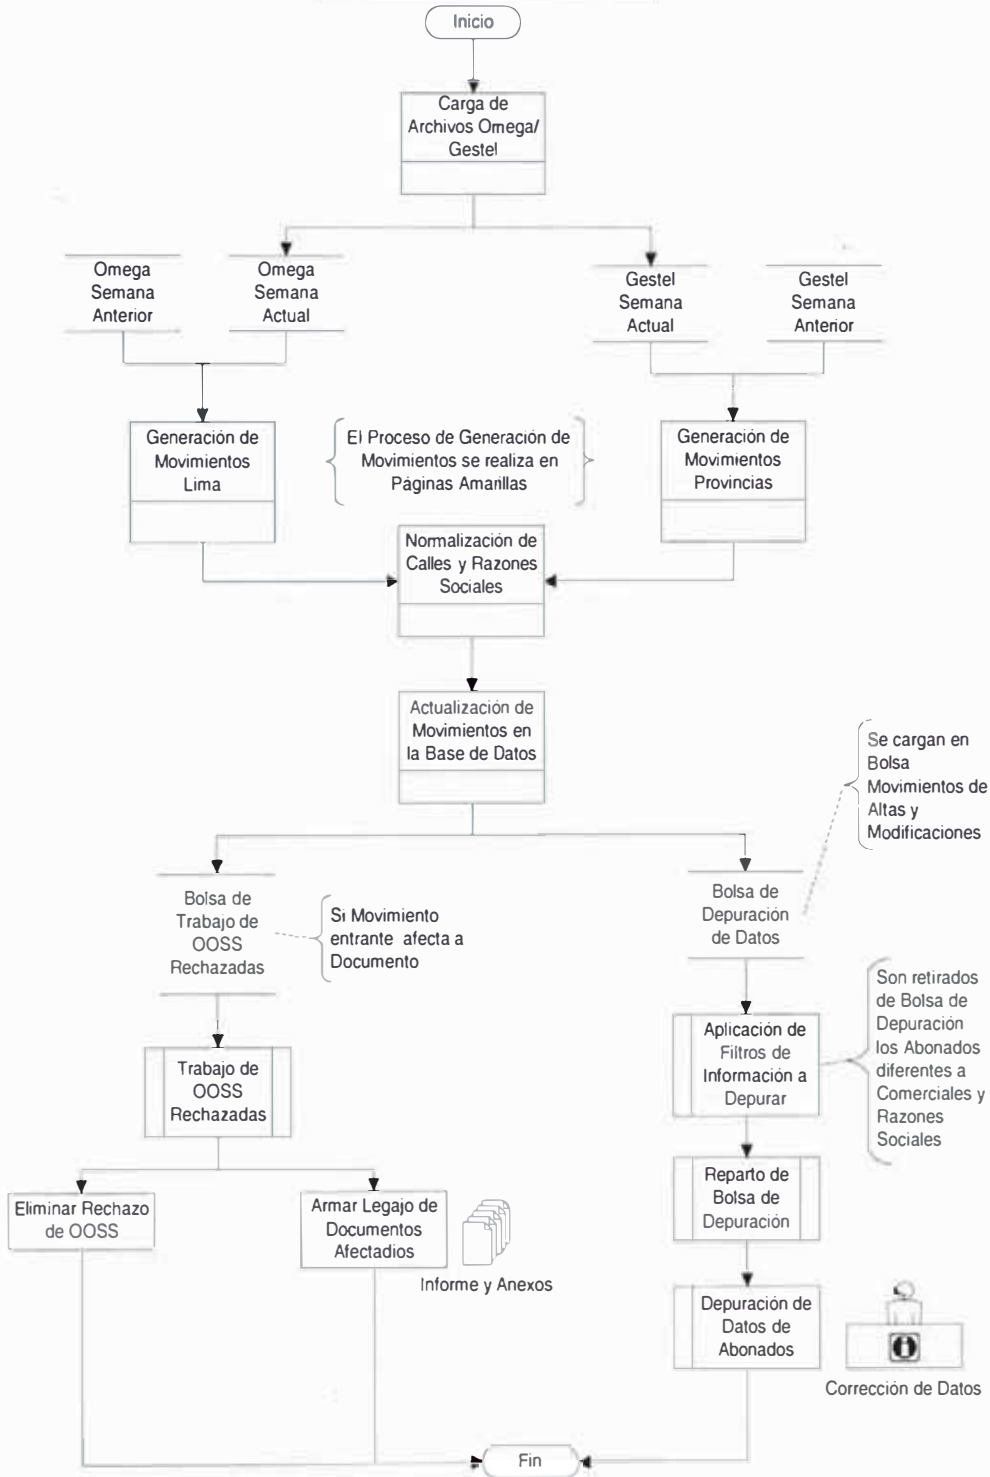 Inicio
Carga de
Archivos Omega/
Gestel
Omega
Semana
Anterior
Omega
Semana
Actual
Gestel
Semana
Actual
Gestel
Semana
Anterior
Generación de
Movimientos
Lima
El Proceso de Generación de
Movimientos se realiza en
Páginas Amarillas
Generación de
Movimientos
Provincias
Normalización de
Calles y Razones
Sociales
Actualización de
Movimientos en
la Base de Datos
Se cargan en
Bolsa
Movimientos de
Altas y
Modificaciones
Bolsa de
Trabajo de
OOSS
Rechazadas
Si Movimiento
entrante afecta a
Documento
Bolsa de
Depuración
de Datos
Son retirados
de Bolsa de
Depuración
los Abonados
diferentes a
Comerciales y
Razones
Sociales
Aplicación de
Filtros de
Información a
Depurar
Trabajo de
OOSS
Rechazadas
Reparto de
Bolsa de
Depuración
Eliminar Rechazo
de OOSS
Armar Legajo de
Documentos
Afectadios
Informe y Anexos
Depuración de
Datos de
Abonados
Corrección de Datos
Fin